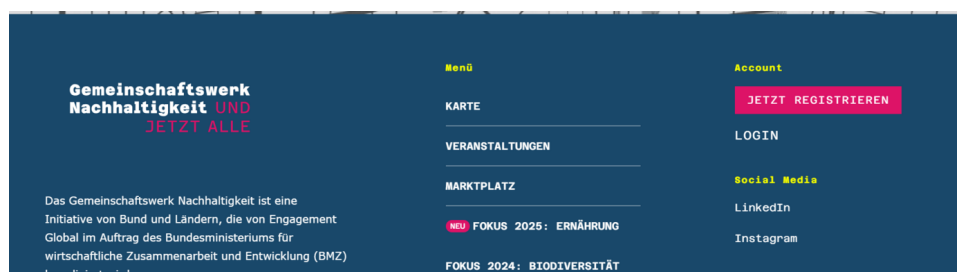 Gemeinschaftswerk
Nachhaltigkeit UND
JETZT ALLE
Das Gemeinschaftswerk Nachhaltigkeit ist eine
Initiative von Bund und Ländern, die von Engagement
Global im Auftrag des Bundesministeriums für
wirtschaftliche Zusammenarbeit und Entwicklung (BMZ)
Menü
KARTE
VERANSTALTUNGEN
MARKTPLATZ
NEU FOKUS 2025: ERNÄHRUNG
FOKUS 2024: BIODIVERSITÄT
Account
JETZT REGISTRIEREN
LOGIN
Social Media
LinkedIn
Instagram